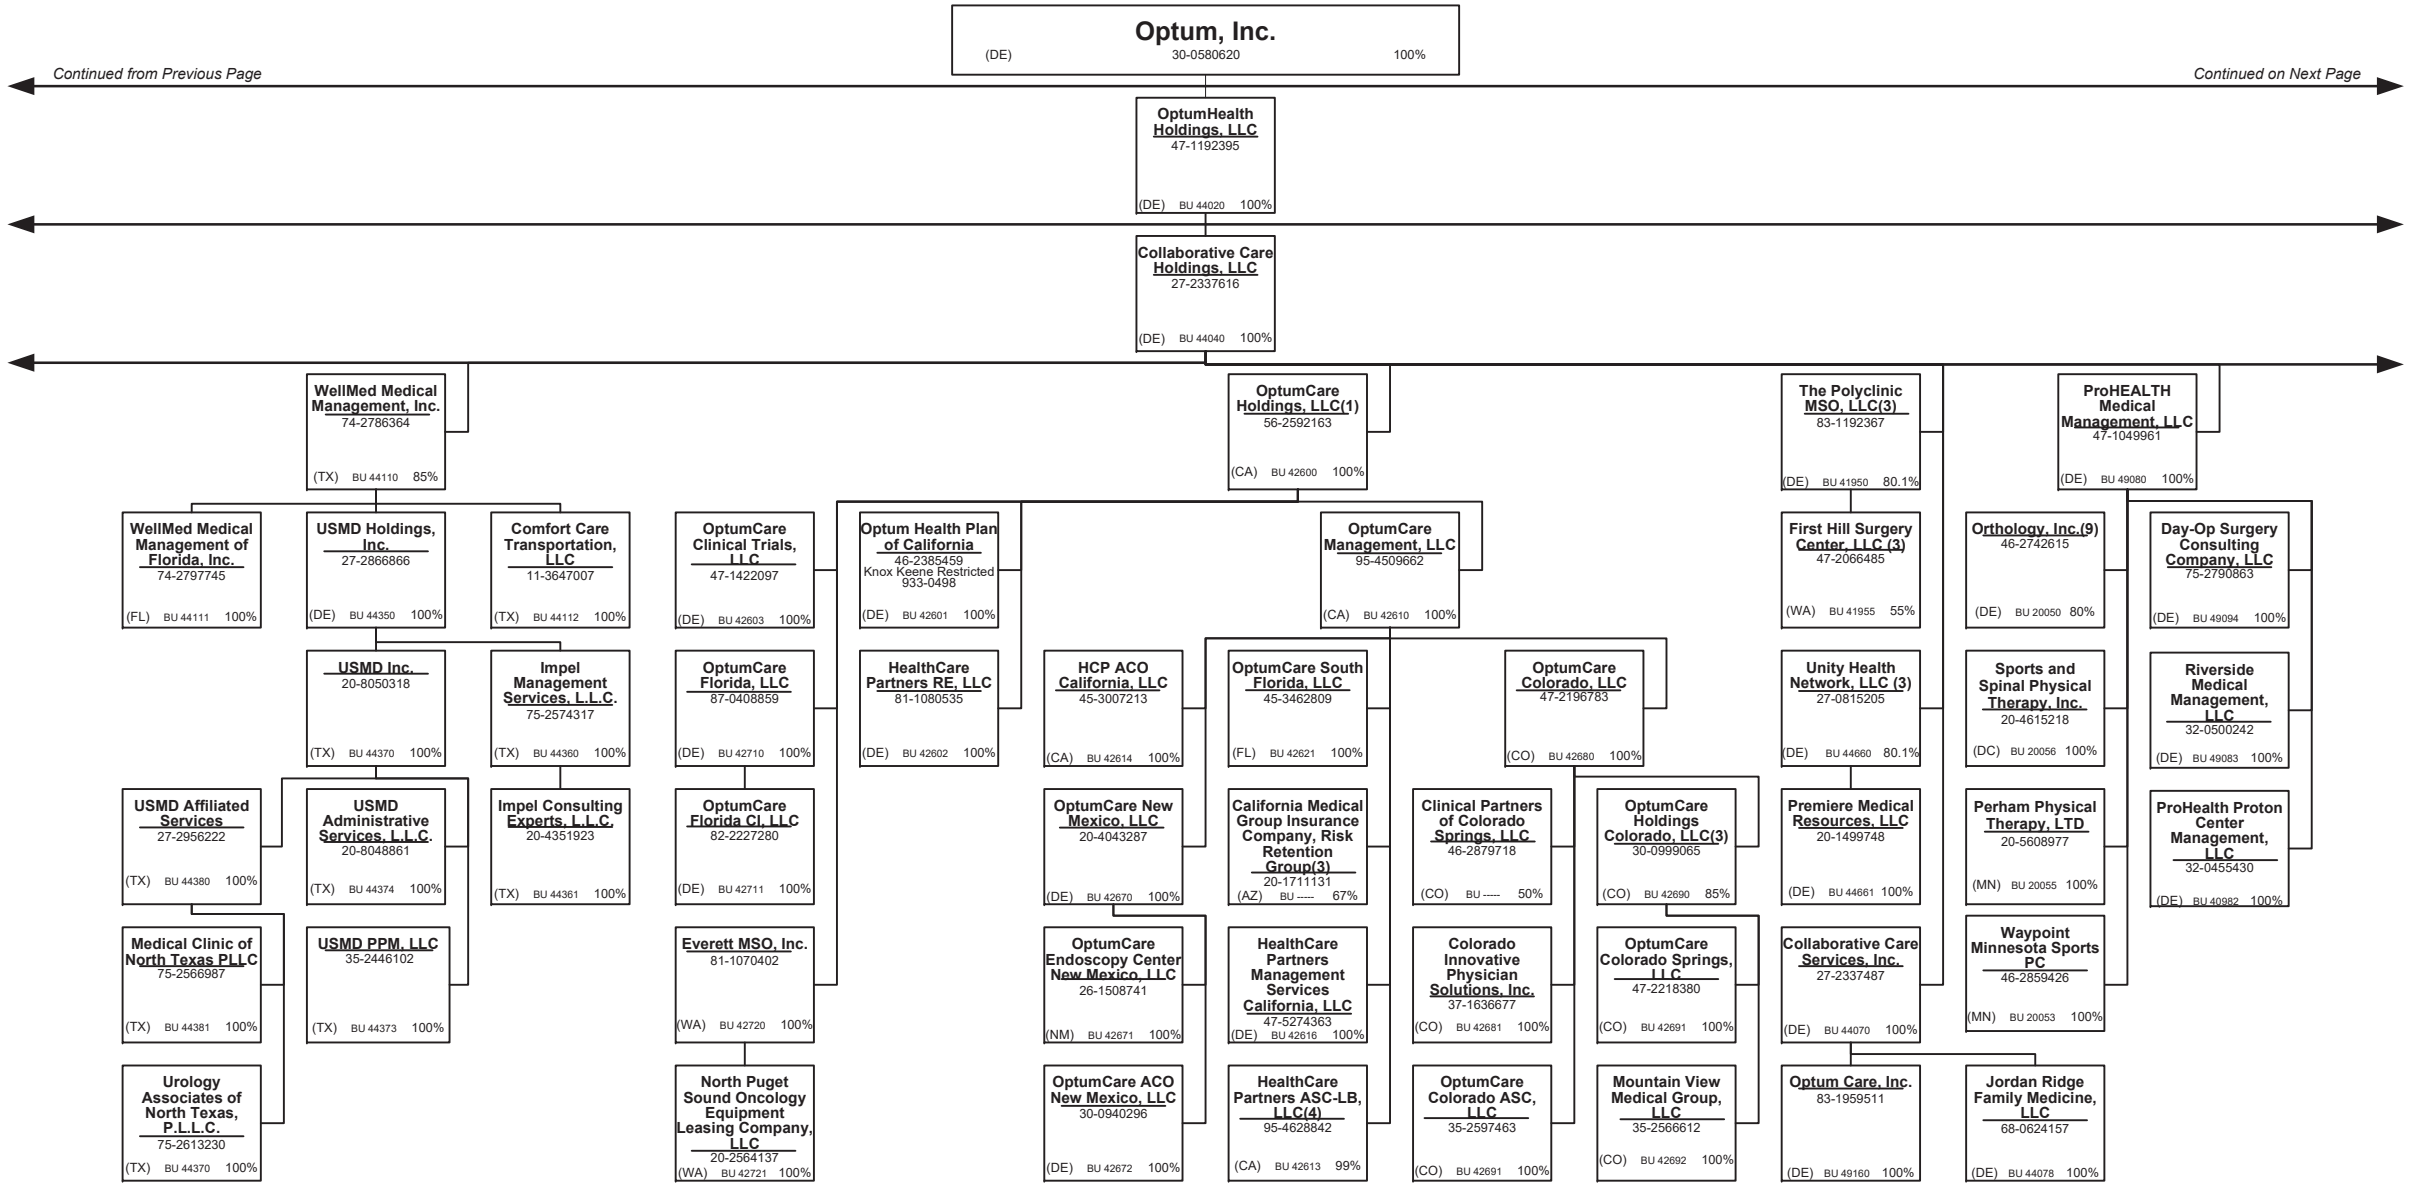 Optum, Inc.
(DE) 30-0580620 100%
Continued from Previous Page
Continued on Next Page
OptumHealth
Holdings, LLC
47-1192395
(DE) BU 44020 100%
Collaborative Care
Holdings, LLC
27-2337616
(DE) BU 44040 100%
WellMed Medical
Management, Inc.
74-2786364
(TX) BU 44110 85%
OptumCare
Holdings, LLC(1)
56-2592163
(CA) BU 42600 100%
The Polyclinic
MSO, LLC(3)
83-1192367
(DE) BU 41950 80.1%
ProHEALTH
Medical
Management, LLC
47-1049961
(DE) BU 49080 100%
WellMed Medical
Management of
Florida, Inc.
74-2797745
(FL) BU 44111 100%
USMD Holdings,
Inc.
27-2866866
(DE) BU 44350 100%
Comfort Care
Transportation,
LLC
11-3647007
(TX) BU 44112 100%
OptumCare
Clinical Trials,
LLC
47-1422097
(DE) BU 42603 100%
Optum Health Plan
of California
46-2385459
Knox Keene Restricted
933-0498
(DE) BU 42601 100%
OptumCare
Management, LLC
95-4509662
(CA) BU 42610 100%
First Hill Surgery
Center, LLC (3)
47-2066485
(WA) BU 41955 55%
Orthology, Inc.(9)
46-2742615
(DE) BU 20050 80%
Day-Op Surgery
Consulting
Company, LLC
75-2790863
(DE) BU 49094 100%
USMD Inc.
20-8050318
(TX) BU 44370 100%
Impel
Management
Services, L.L.C.
75-2574317
(TX) BU 44360 100%
OptumCare
Florida, LLC
87-0408859
(DE) BU 42710 100%
HealthCare
Partners RE, LLC
81-1080535
(DE) BU 42602 100%
HCP ACO
California, LLC
45-3007213
(CA) BU 42614 100%
OptumCare South
Florida, LLC
45-3462809
(FL) BU 42621 100%
OptumCare
Colorado, LLC
47-2196783
(CO) BU 42680 100%
Unity Health
Network, LLC (3)
27-0815205
(DE) BU 44660 80.1%
Sports and
Spinal Physical
Therapy, Inc.
20-4615218
(DC) BU 20056 100%
Riverside
Medical
Management,
LLC
32-0500242
(DE) BU 49083 100%
USMD Affiliated
Services
27-2956222
(TX) BU 44380 100%
USMD
Administrative
Services, L.L.C.
20-8048861
(TX) BU 44374 100%
Impel Consulting
Experts, L.L.C.
20-4351923
(TX) BU 44361 100%
OptumCare
Florida CI, LLC
82-2227280
(DE) BU 42711 100%
OptumCare New
Mexico, LLC
20-4043287
(DE) BU 42670 100%
California Medical
Group Insurance
Company, Risk
Retention
Group(3)
20-1711131
(AZ) BU ----- 67%
Clinical Partners
of Colorado
Springs, LLC
46-2879718
(CO) BU ----- 50%
OptumCare
Holdings
Colorado, LLC(3)
30-0999065
(CO) BU 42690 85%
Premiere Medical
Resources, LLC
20-1499748
(DE) BU 44661 100%
Perham Physical
Therapy, LTD
20-5608977
(MN) BU 20055 100%
ProHealth Proton
Center
Management,
LLC
32-0455430
(DE) BU 40982 100%
Medical Clinic of
North Texas PLLC
75-2566987
(TX) BU 44381 100%
USMD PPM, LLC
35-2446102
(TX) BU 44373 100%
Everett MSO, Inc.
81-1070402
(WA) BU 42720 100%
OptumCare
Endoscopy Center
New Mexico, LLC
26-1508741
(NM) BU 42671 100%
HealthCare
Partners
Management
Services
California, LLC
47-5274363
(DE) BU 42616 100%
Colorado
Innovative
Physician
Solutions, Inc.
37-1636677
(CO) BU 42681 100%
OptumCare
Colorado Springs,
LLC
47-2218380
(CO) BU 42691 100%
Collaborative Care
Services, Inc.
27-2337487
(DE) BU 44070 100%
Waypoint
Minnesota Sports
PC
46-2859426
(MN) BU 20053 100%
Urology
Associates of
North Texas,
P.L.L.C.
75-2613230
(TX) BU 44370 100%
North Puget
Sound Oncology
Equipment
Leasing Company,
LLC
20-2564137
(WA) BU 42721 100%
OptumCare ACO
New Mexico, LLC
30-0940296
(DE) BU 42672 100%
HealthCare
Partners ASC-LB,
LLC(4)
95-4628842
(CA) BU 42613 99%
OptumCare
Colorado ASC,
LLC
35-2597463
(CO) BU 42691 100%
Mountain View
Medical Group,
LLC
35-2566612
(CO) BU 42692 100%
Optum Care, Inc.
83-1959511
(DE) BU 49160 100%
Jordan Ridge
Family Medicine,
LLC
68-0624157
(DE) BU 44078 100%